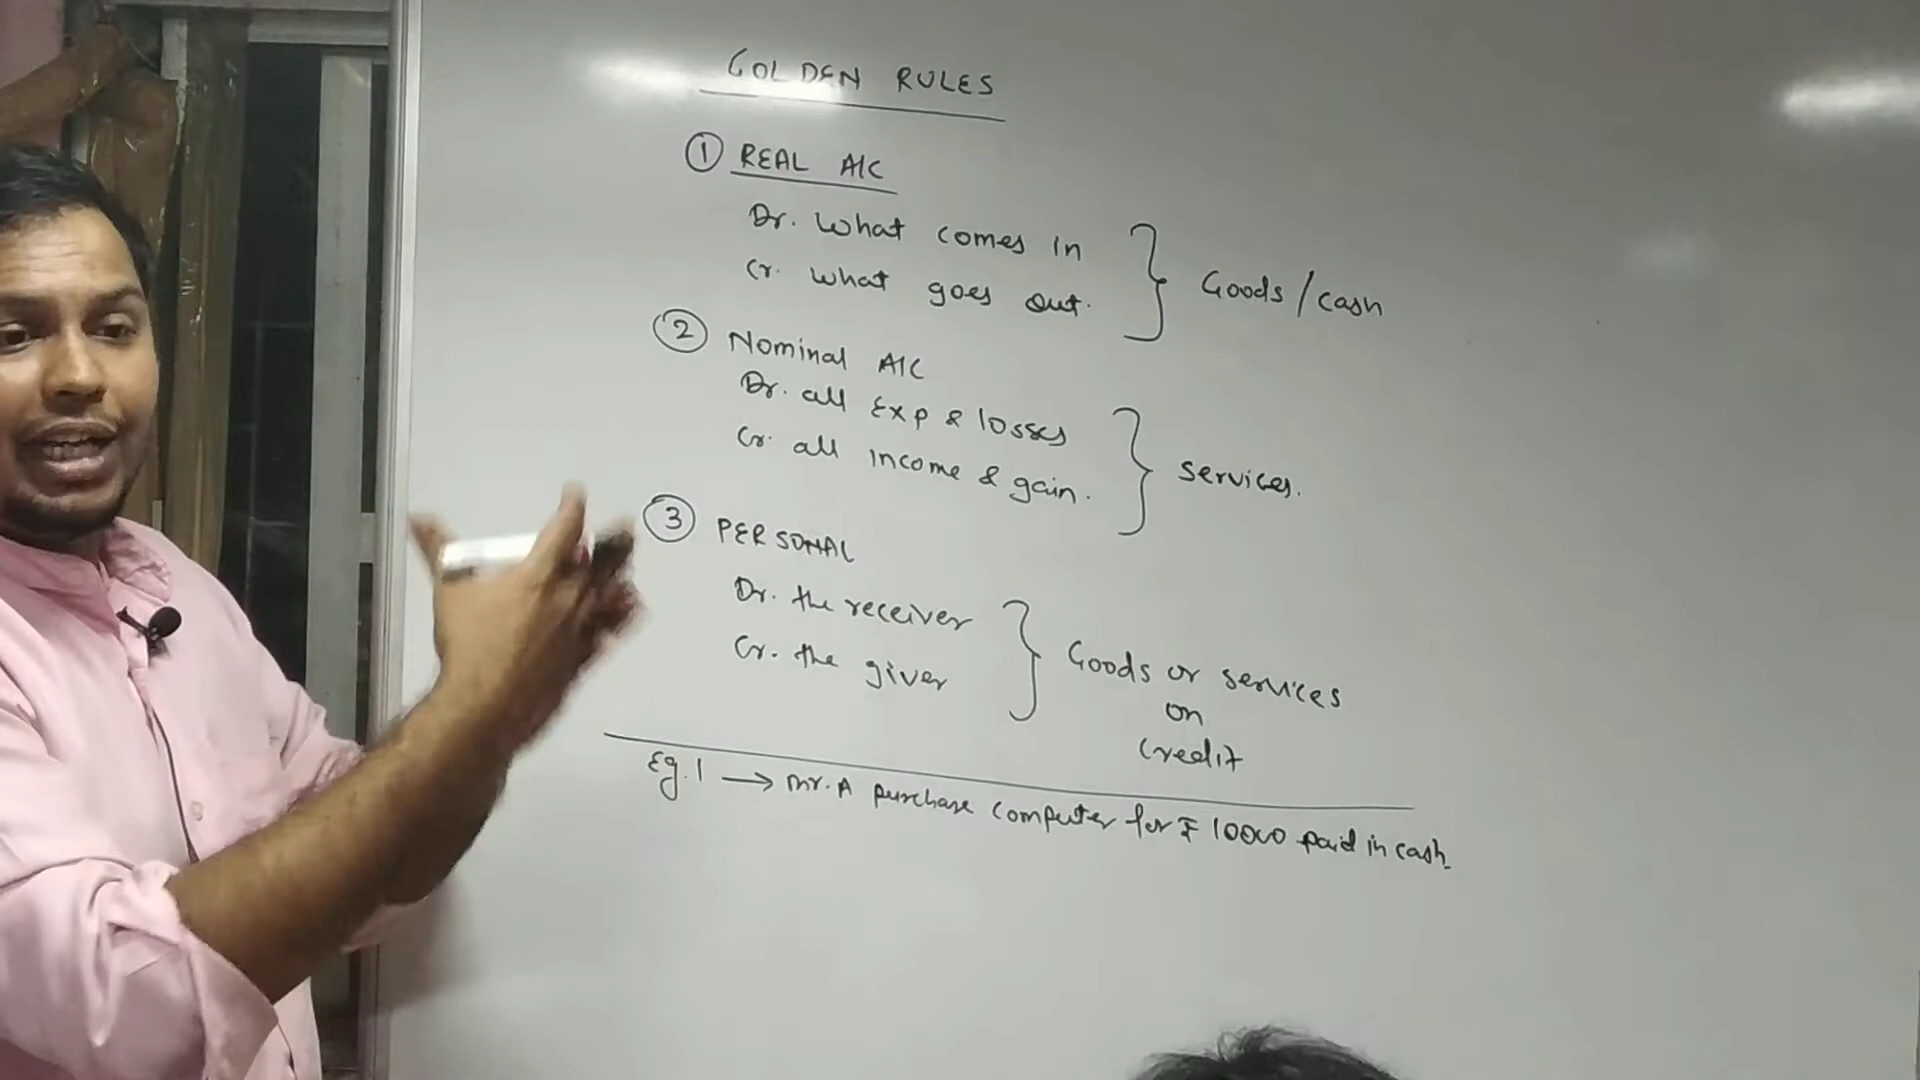 GOLDEN RULES
① REAL A/C
Dr. What comes in
Cr. what goes out.
Goods / cash
② Nominal A/C
Dr. all Exp & losses
Cr. all income & gain.
services.
③ PERSONAL
Dr. the receiver
Cr. the giver
Goods or services
on
credit
Eg. 1 → Mr. A purchase computer for ₹ 10000 paid in cash.